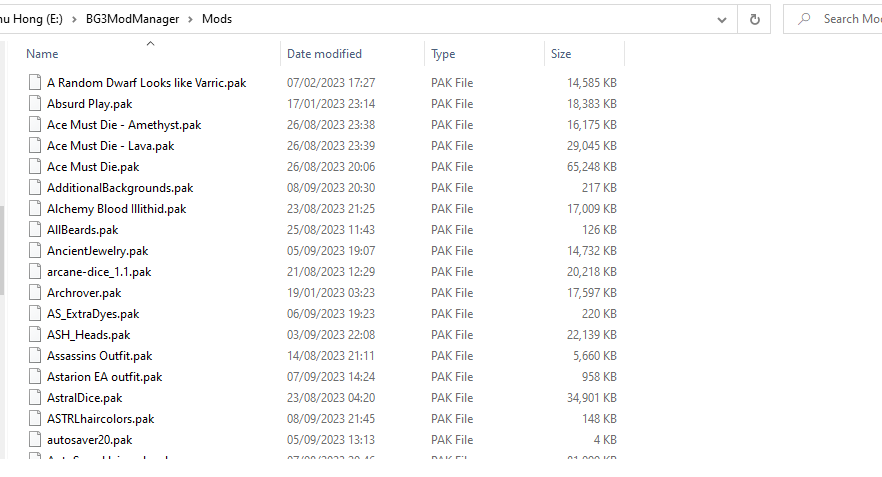 nu Hong (E:) > BG3ModManager > Mods
Search Mod
Name Date modified Type Size
A Random Dwarf Looks like Varric.pak 07/02/2023 17:27 PAK File 14,585 KB
Absurd Play.pak 17/01/2023 23:14 PAK File 18,383 KB
Ace Must Die - Amethyst.pak 26/08/2023 23:38 PAK File 16,175 KB
Ace Must Die - Lava.pak 26/08/2023 23:39 PAK File 29,045 KB
Ace Must Die.pak 26/08/2023 20:06 PAK File 65,248 KB
AdditionalBackgrounds.pak 08/09/2023 20:30 PAK File 217 KB
Alchemy Blood Illithid.pak 23/08/2023 21:25 PAK File 17,009 KB
AllBeards.pak 25/08/2023 11:43 PAK File 126 KB
AncientJewelry.pak 05/09/2023 19:07 PAK File 14,732 KB
arcane-dice_1.1.pak 21/08/2023 12:29 PAK File 20,218 KB
Archrover.pak 19/01/2023 03:23 PAK File 17,597 KB
AS_ExtraDyes.pak 06/09/2023 19:23 PAK File 220 KB
ASH_Heads.pak 03/09/2023 22:08 PAK File 22,139 KB
Assassins Outfit.pak 14/08/2023 21:11 PAK File 5,660 KB
Astarion EA outfit.pak 07/09/2023 14:24 PAK File 958 KB
AstralDice.pak 23/08/2023 04:20 PAK File 34,901 KB
ASTRLhaircolors.pak 08/09/2023 21:45 PAK File 148 KB
autosaver20.pak 05/09/2023 13:13 PAK File 4 KB